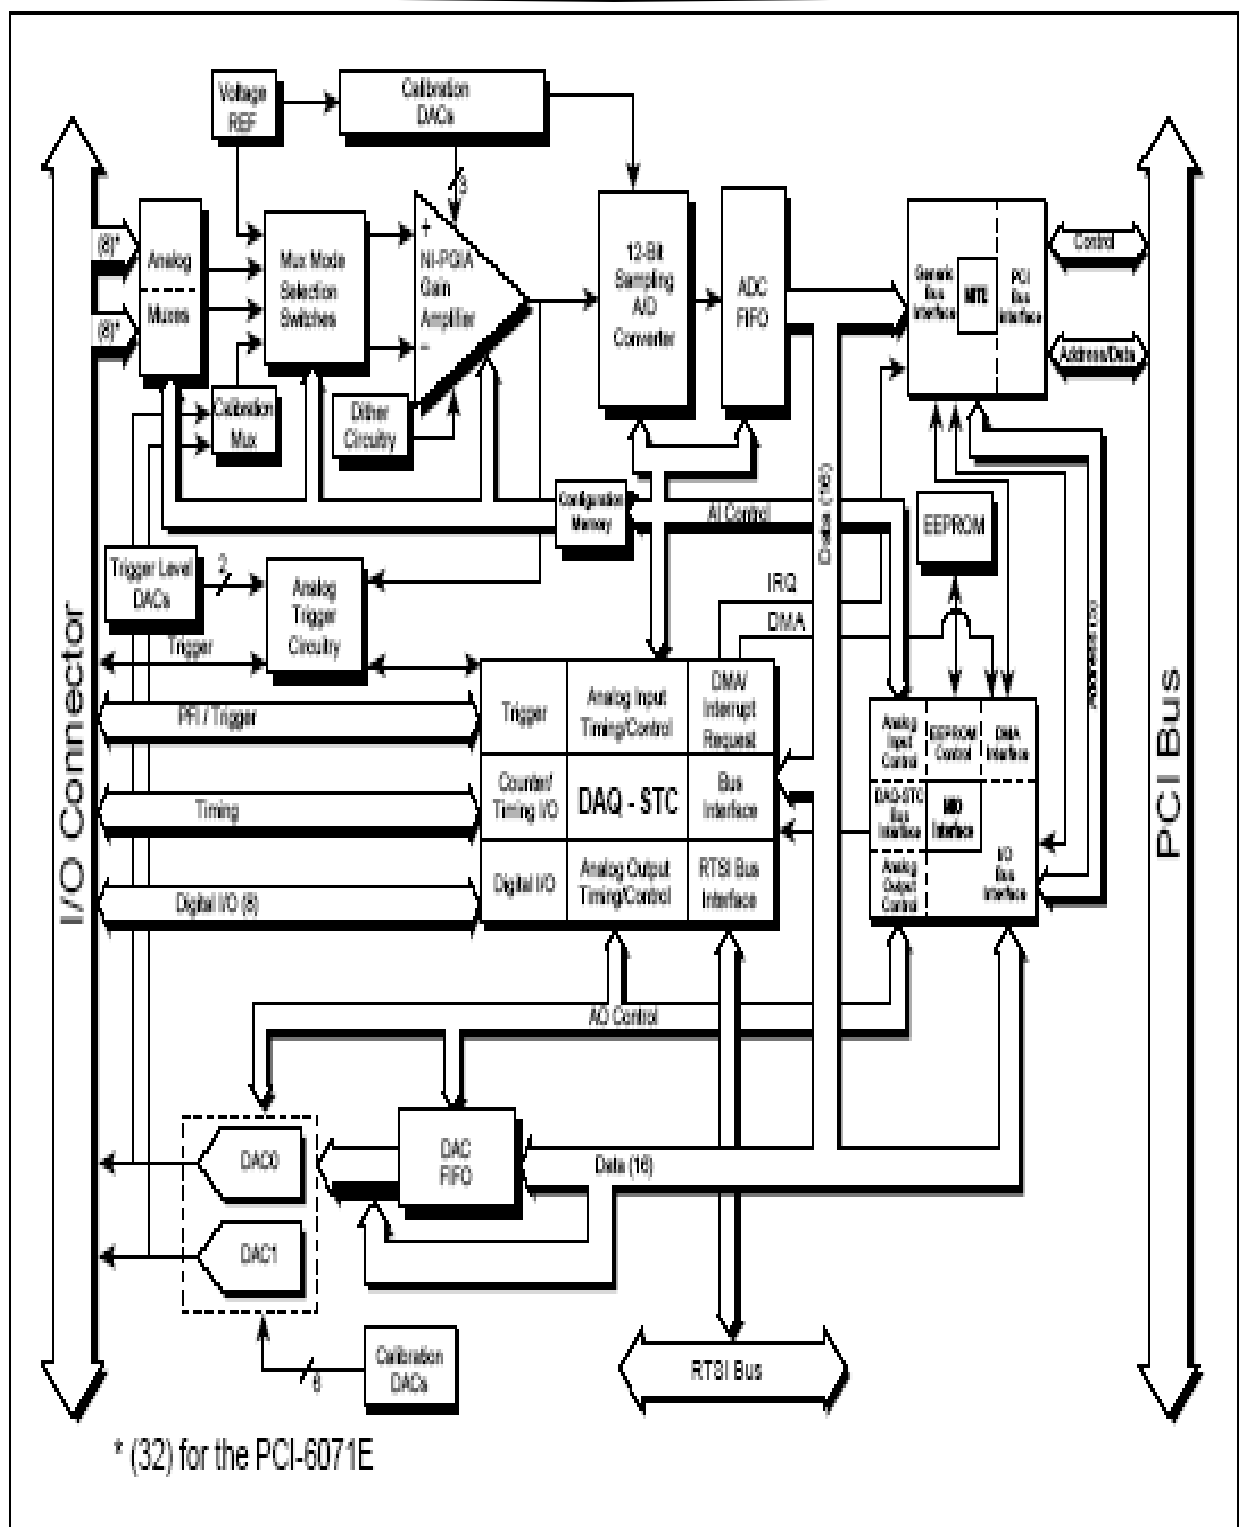 Voltage
REF
Calibration
DACs
3
(8)*
(8)*
Analog
Muxes
Mux Mode
Selection
Switches
+
NI-PGIA
Gain
Amplifier
–
12-Bit
Sampling
A/D
Converter
ADC
FIFO
Generic
Bus
Interface
MITE
PCI
Bus
Interface
Control
Address/Data
Calibration
Mux
Dither
Circuitry
Configuration
Memory
AI Control
Data (16)
EEPROM
Trigger Level
DACs
2
Analog
Trigger
Circuitry
Trigger
IRQ
DMA
I/O Connector
PCI Bus
PFI / Trigger
Timing
Digital I/O (8)
Trigger
Analog Input
Timing/Control
DMA/
Interrupt
Request
Counter/
Timing I/O
DAQ - STC
Bus
Interface
Digital I/O
Analog Output
Timing/Control
RTSI Bus
Interface
Analog
Input
Control
EEPROM
Control
DMA
Interface
DAQ-STC
Bus
Interface
MIO
Interface
Analog
Output
Control
I/O
Bus
Interface
AO Control
DAC0
DAC
FIFO
Data (16)
DAC1
6
Calibration
DACs
RTSI Bus
* (32) for the PCI-6071E